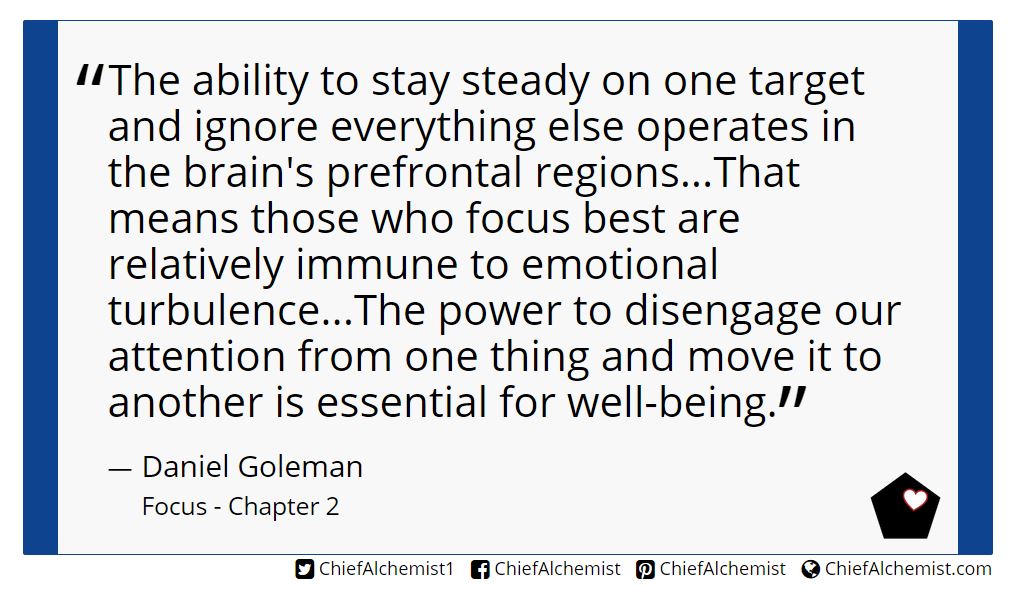 “The ability to stay steady on one target
and ignore everything else operates in
the brain's prefrontal regions...That
means those who focus best are
relatively immune to emotional
turbulence...The power to disengage our
attention from one thing and move it to
another is essential for well-being.”
— Daniel Goleman
Focus - Chapter 2
ChiefAlchemist1 ChiefAlchemist ChiefAlchemist ChiefAlchemist.com